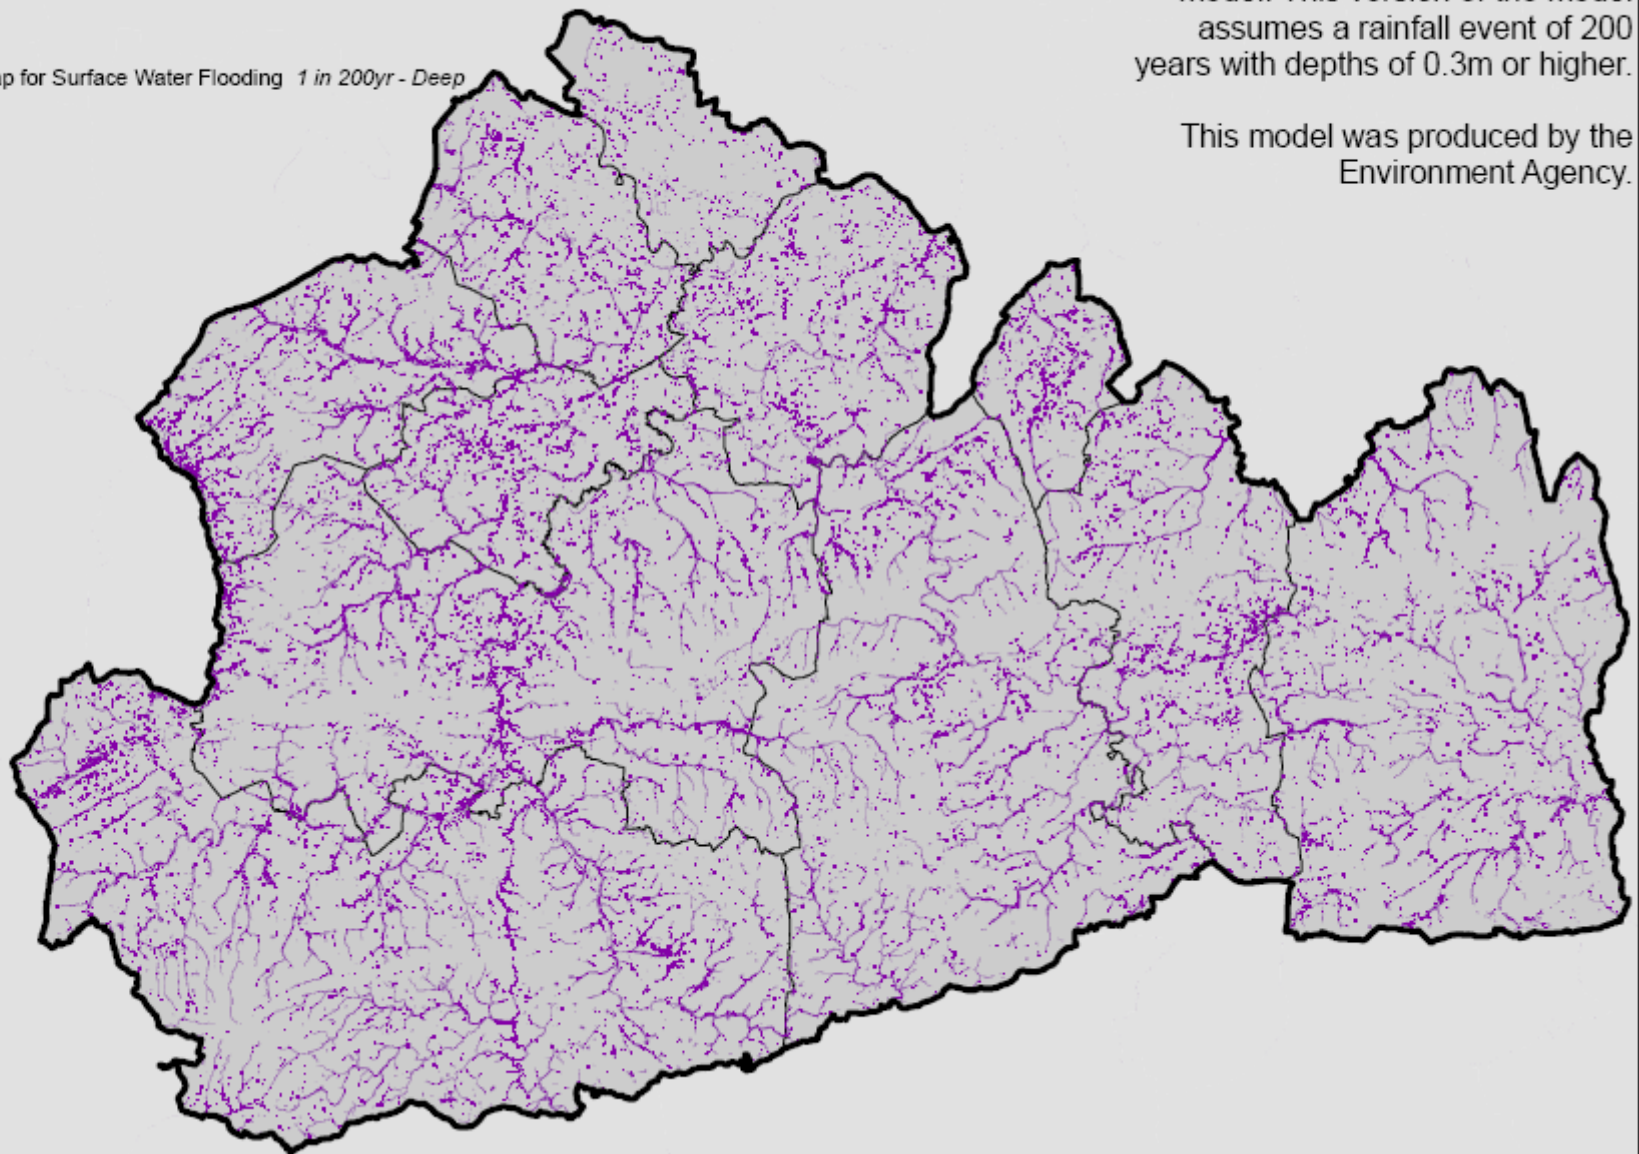 assumes a rainfall event of 200
years with depths of 0.3m or higher.
for Surface Water Flooding 1 in 200yr - Deep
This model was produced by the
Environment Agency.